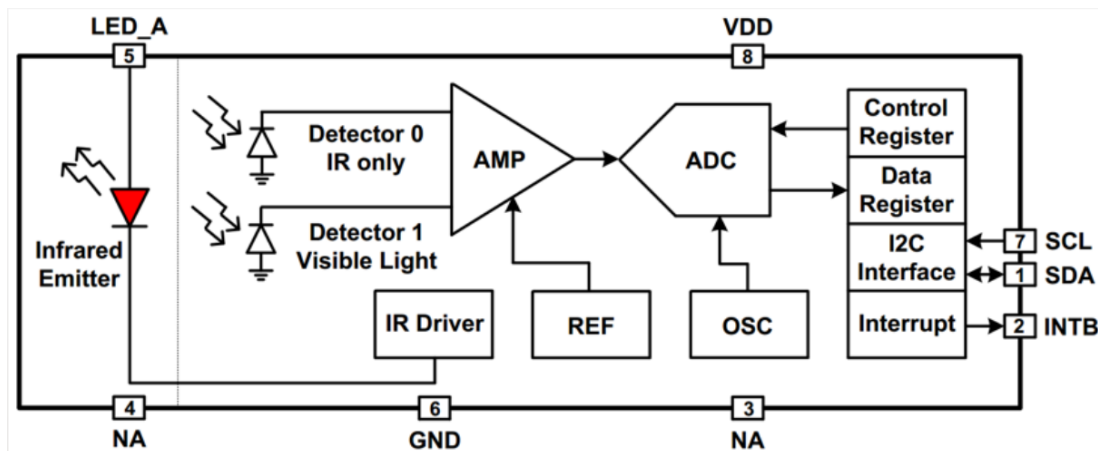 LED_A
VDD
5
8
Detector 0
IR only
AMP
ADC
Control
Register
Data
Register
Detector 1
Visible Light
I2C
Interface
Infrared
Emitter
7 SCL
1 SDA
IR Driver
REF
OSC
Interrupt
2 INTB
4
6
3
NA
GND
NA